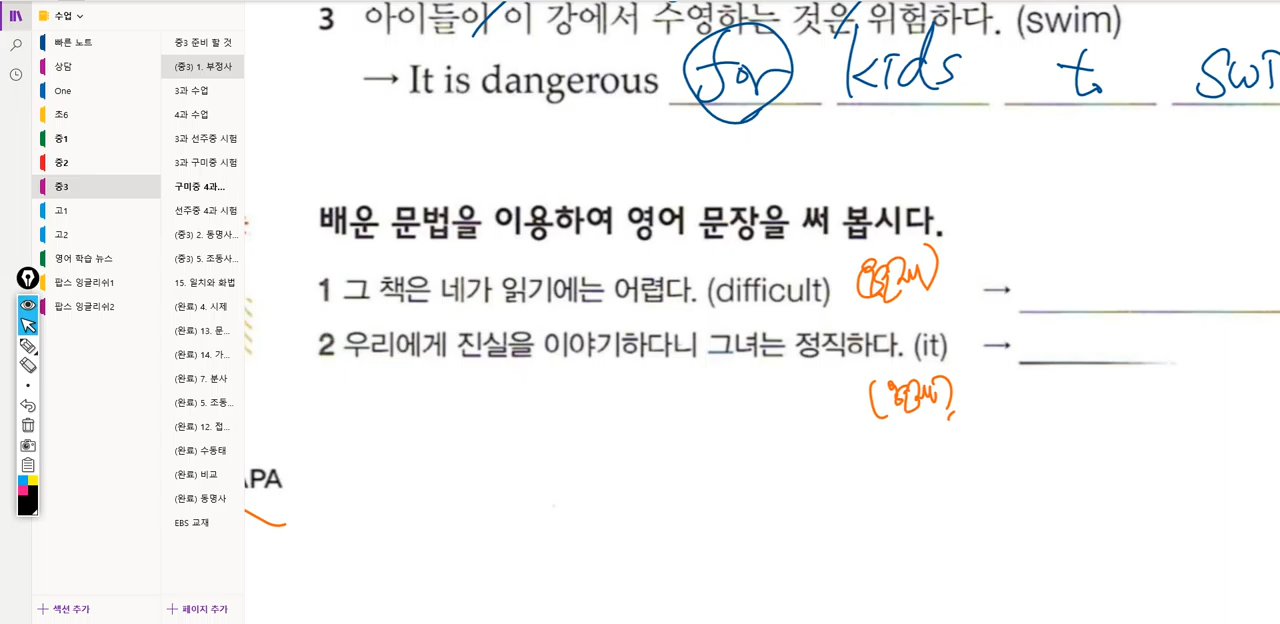 수업
빠른 노트
상담
One
초6
중1
중2
중3
고1
고2
영어 학습 뉴스
팝스 잉글리쉬1
팝스 잉글리쉬2
섹션 추가
중3 준비 할 것
(중3) 1. 부정사
3과 수업
4과 수업
3과 선주중 시험
3과 구미중 시험
구미중 4과...
선주중 4과 시험
(중3) 2. 동명사...
(중3) 5. 조동사...
15. 일치와 화법
(완료) 4. 시제
(완료) 13. 문...
(완료) 14. 가...
(완료) 7. 분사
(완료) 5. 조동...
(완료) 12. 접...
(완료) 수동태
(완료) 비교
(완료) 동명사
EBS 교재
페이지 추가
3 아이들이 이 강에서 수영하는 것은 위험하다. (swim)
→ It is dangerous for kids to swi
배운 문법을 이용하여 영어 문장을 써 봅시다.
1 그 책은 네가 읽기에는 어렵다. (difficult) →
2 우리에게 진실을 이야기하다니 그녀는 정직하다. (it) →
PA